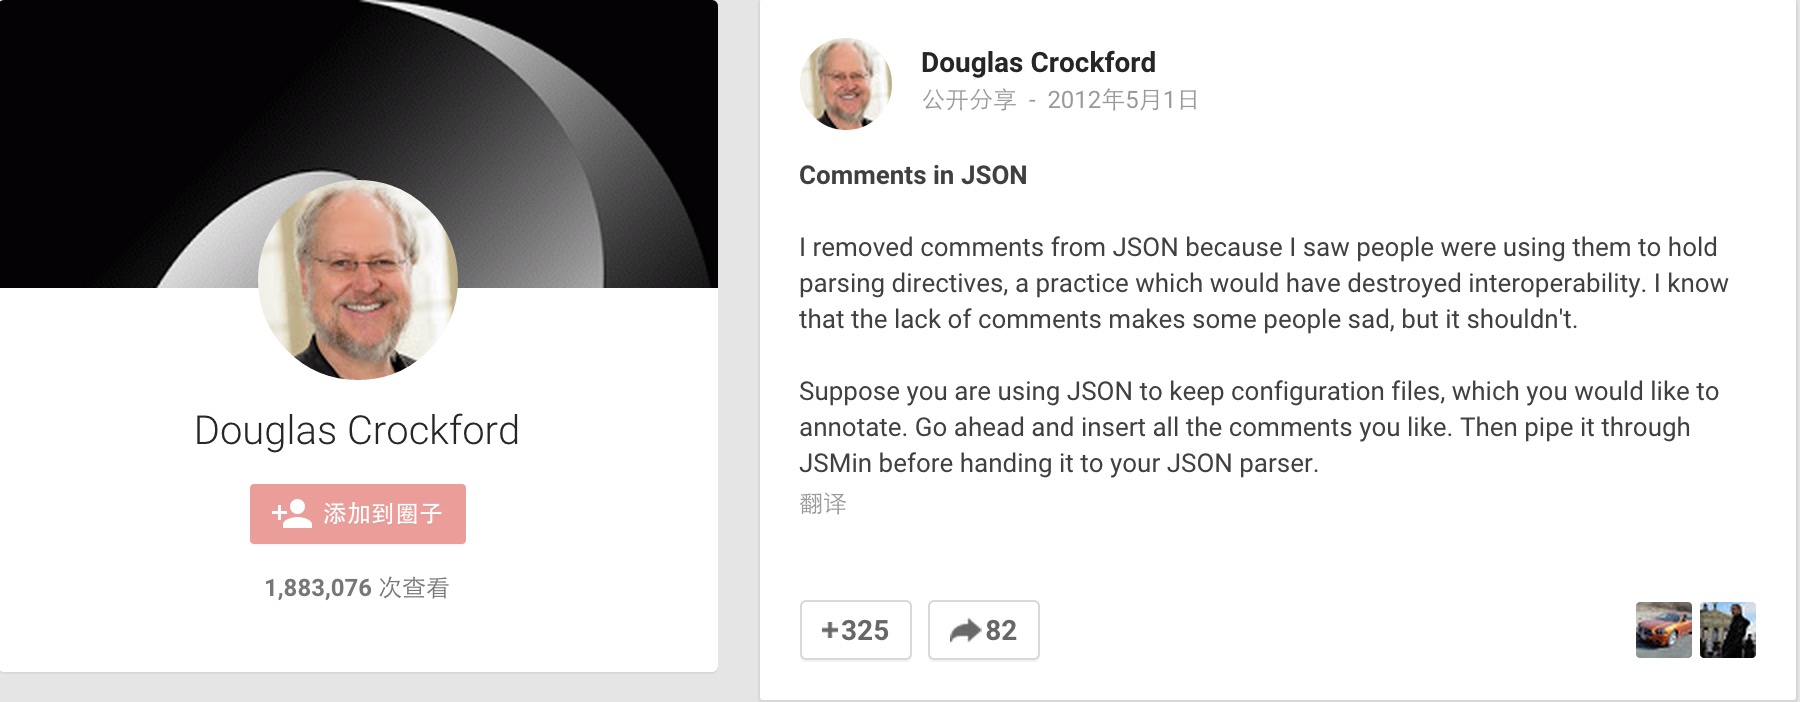 Douglas Crockford
添加到圈子
1,883,076 次查看
Douglas Crockford
公开分享 - 2012年5月1日
Comments in JSON
I removed comments from JSON because I saw people were using them to hold
parsing directives, a practice which would have destroyed interoperability. I know
that the lack of comments makes some people sad, but it shouldn't.
Suppose you are using JSON to keep configuration files, which you would like to
annotate. Go ahead and insert all the comments you like. Then pipe it through
JSMin before handing it to your JSON parser.
翻译
+325
82